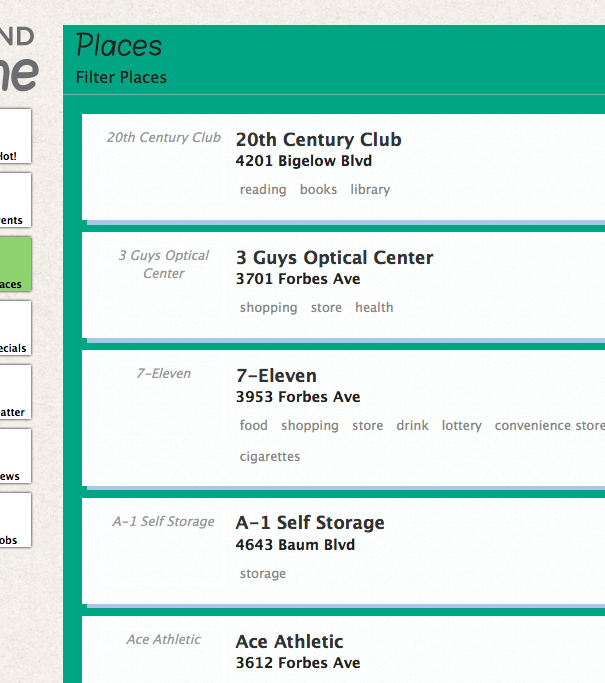 ND
ne
Hot!
ents
aces
ecials
atter
ews
obs
Places
Filter Places
20th Century Club
20th Century Club
4201 Bigelow Blvd
reading books library
3 Guys Optical
Center
3 Guys Optical Center
3701 Forbes Ave
shopping store health
7-Eleven
7-Eleven
3953 Forbes Ave
food shopping store drink lottery convenience store
cigarettes
A-1 Self Storage
A-1 Self Storage
4643 Baum Blvd
storage
Ace Athletic
Ace Athletic
3612 Forbes Ave